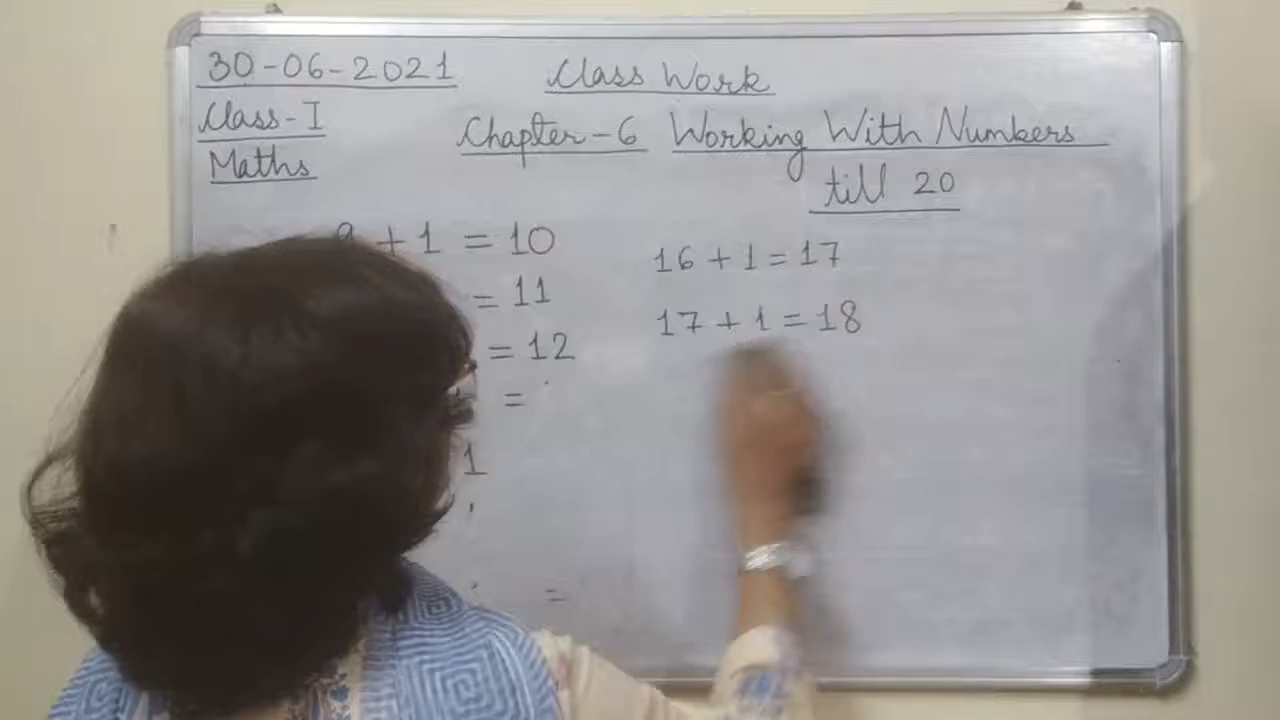 30-06-2021 Class Work
Class-I Chapter-6 Working With Numbers
Maths till 20
9 + 1 = 10
= 11
= 12
=
1
=
16 + 1 = 17
17 + 1 = 18